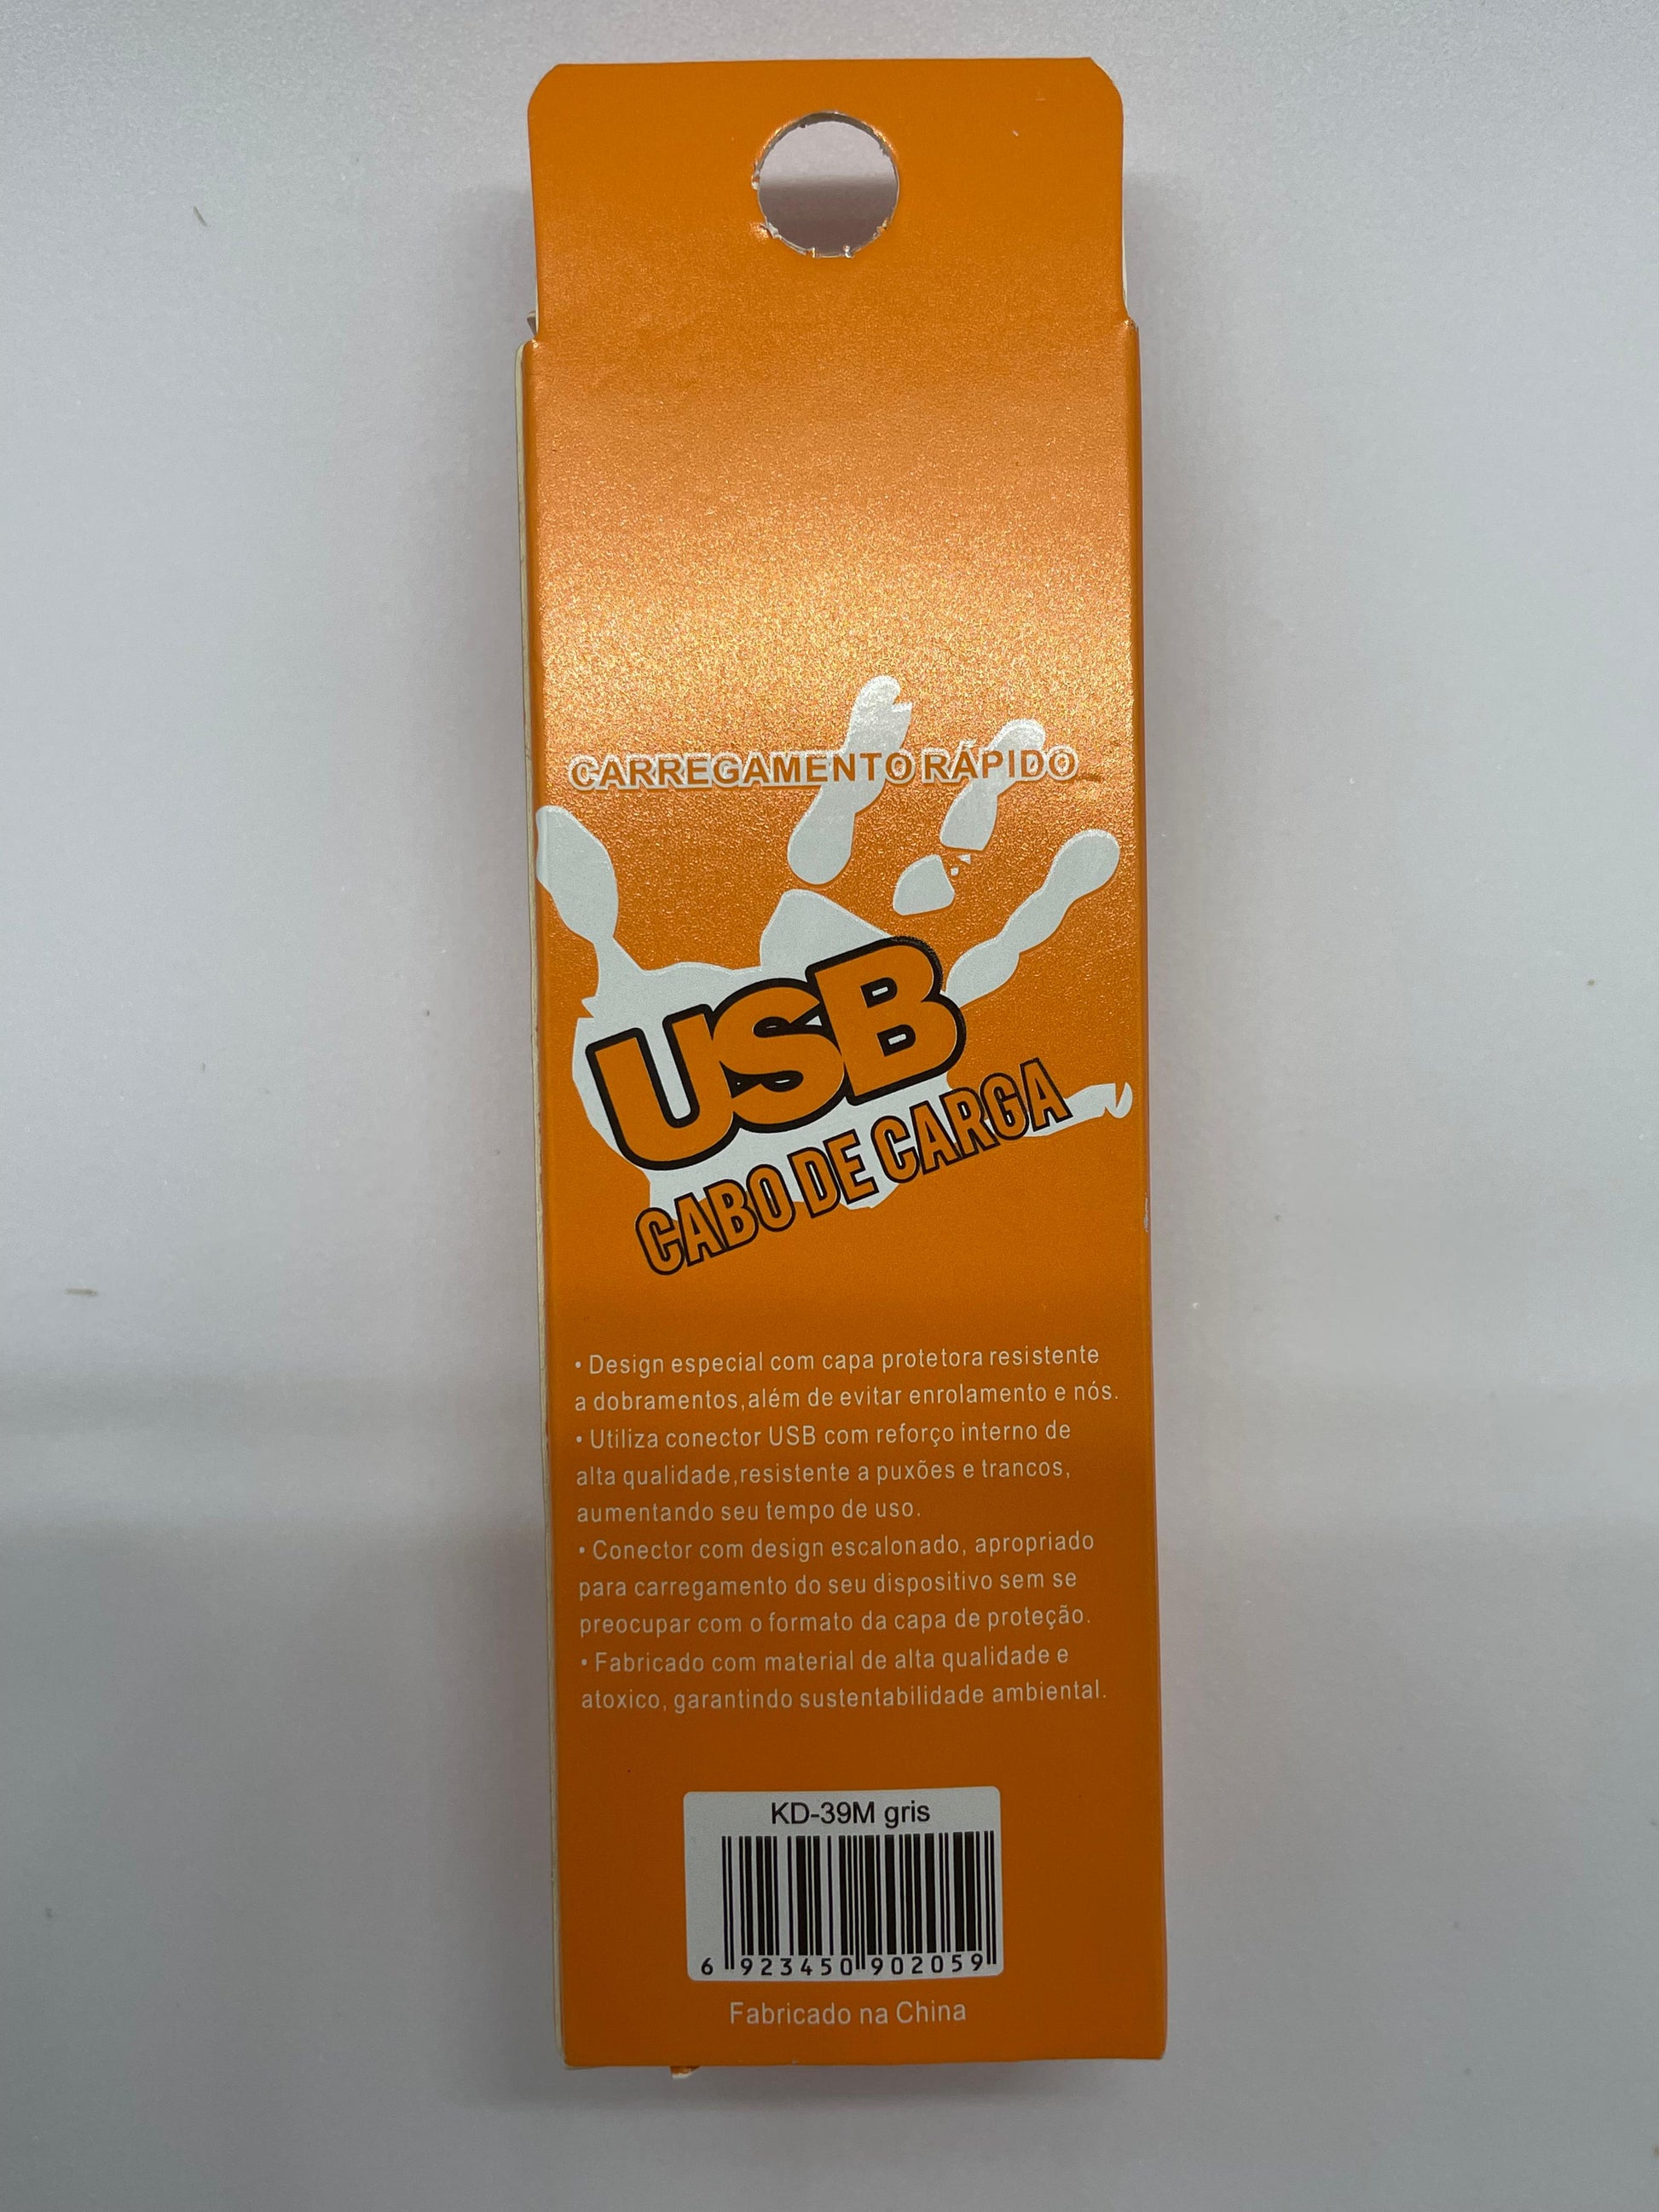 CARREGAMENTO RÁPIDO
USB
CABO DE CARGA
• Design especial com capa protetora resistente
a dobramentos,além de evitar enrolamento e nós.
• Utiliza conector USB com reforço interno de
alta qualidade,resistente a puxões e trancos,
aumentando seu tempo de uso.
• Conector com design escalonado, apropriado
para carregamento do seu dispositivo sem se
preocupar com o formato da capa de proteção.
• Fabricado com material de alta qualidade e
atoxico, garantindo sustentabilidade ambiental.
KD-39M gris
6 923450 902059
Fabricado na China